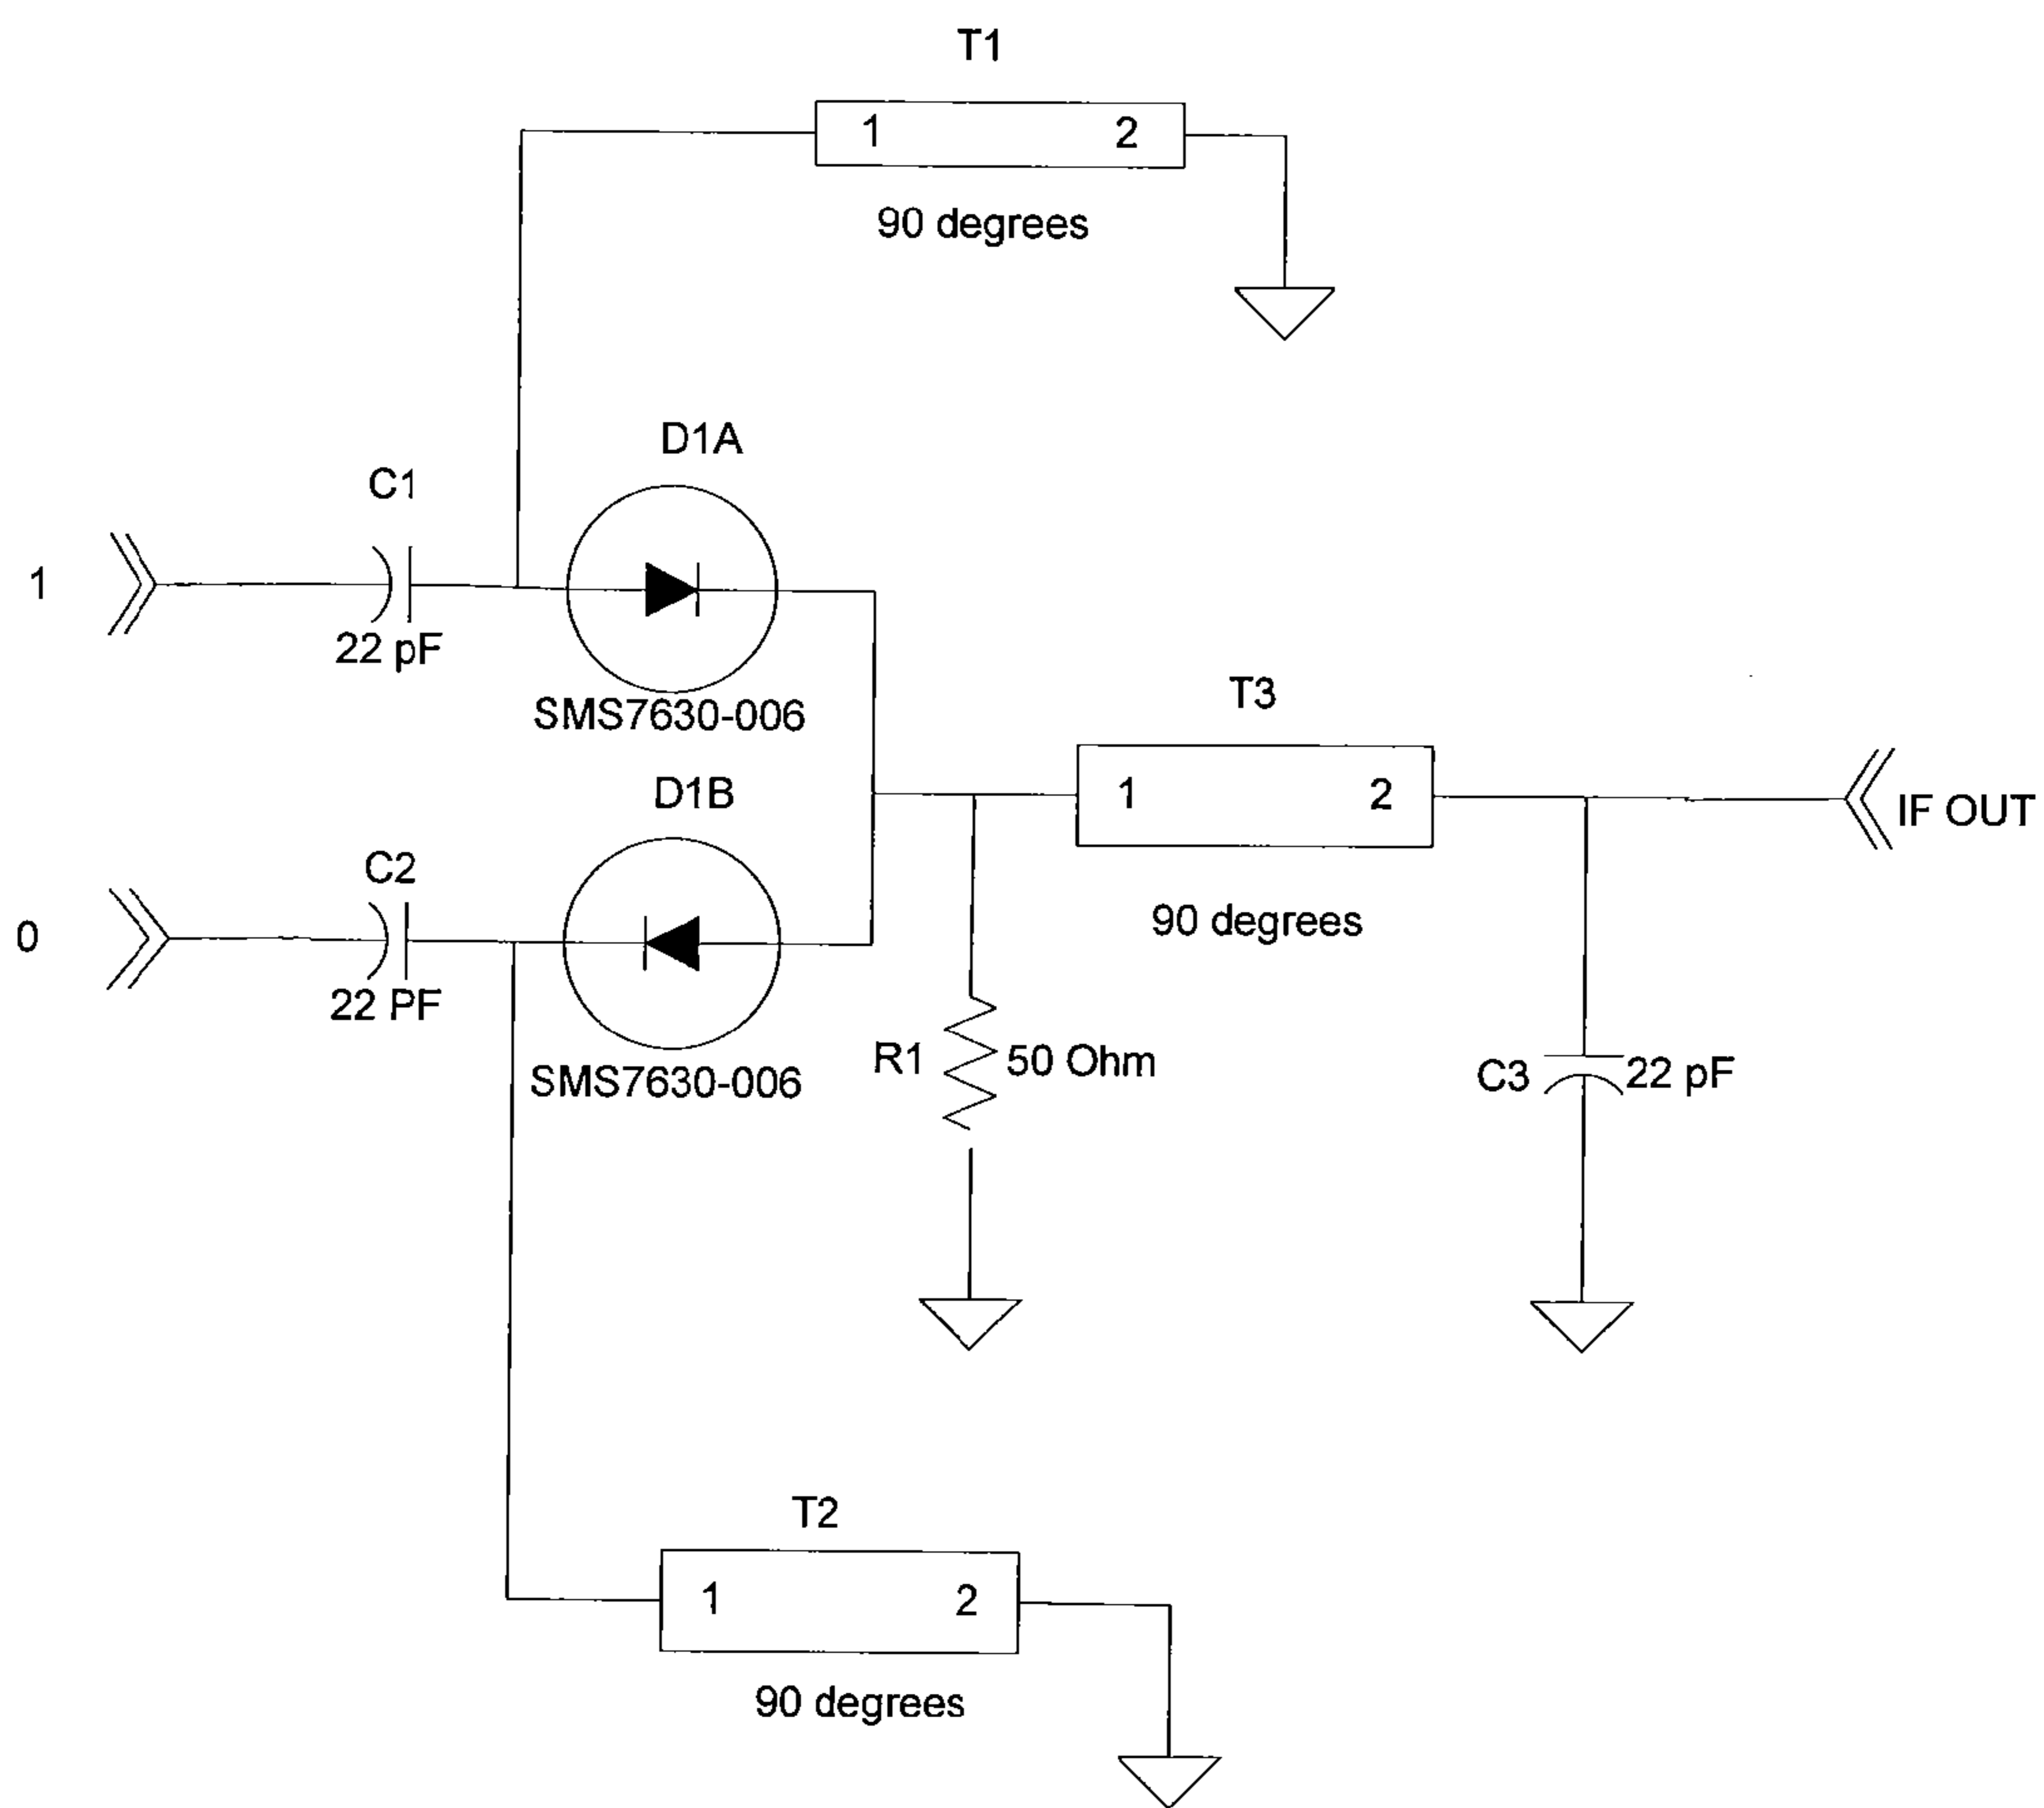 T1
1 2
90 degrees
D1A
C1
1
22 pF
SMS7630-006
T3
D1B
1 2
IF OUT
C2
0
90 degrees
22 PF
SMS7630-006
R1 50 Ohm
C3 22 pF
T2
1 2
90 degrees